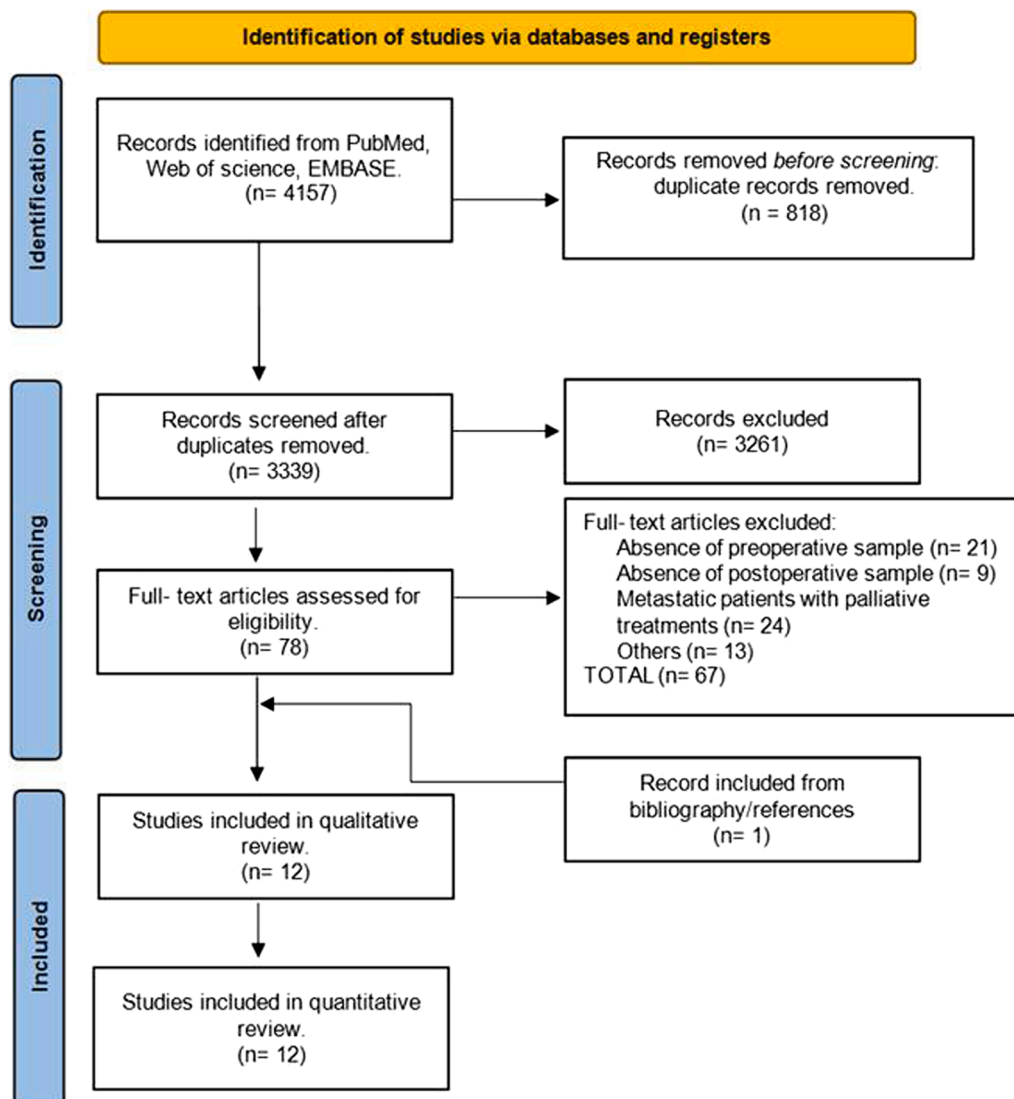 Identification of studies via databases and registers
Identification
Records identified from PubMed,
Web of science, EMBASE.
(n= 4157)
Records removed before screening:
duplicate records removed.
(n = 818)
Screening
Records screened after
duplicates removed.
(n= 3339)
Records excluded
(n= 3261)
Full- text articles assessed for
eligibility.
(n= 78)
Full- text articles excluded:
Absence of preoperative sample (n= 21)
Absence of postoperative sample (n= 9)
Metastatic patients with palliative
treatments (n= 24)
Others (n= 13)
TOTAL (n= 67)
Record included from
bibliography/references
(n= 1)
Included
Studies included in qualitative
review.
(n= 12)
Studies included in quantitative
review.
(n= 12)